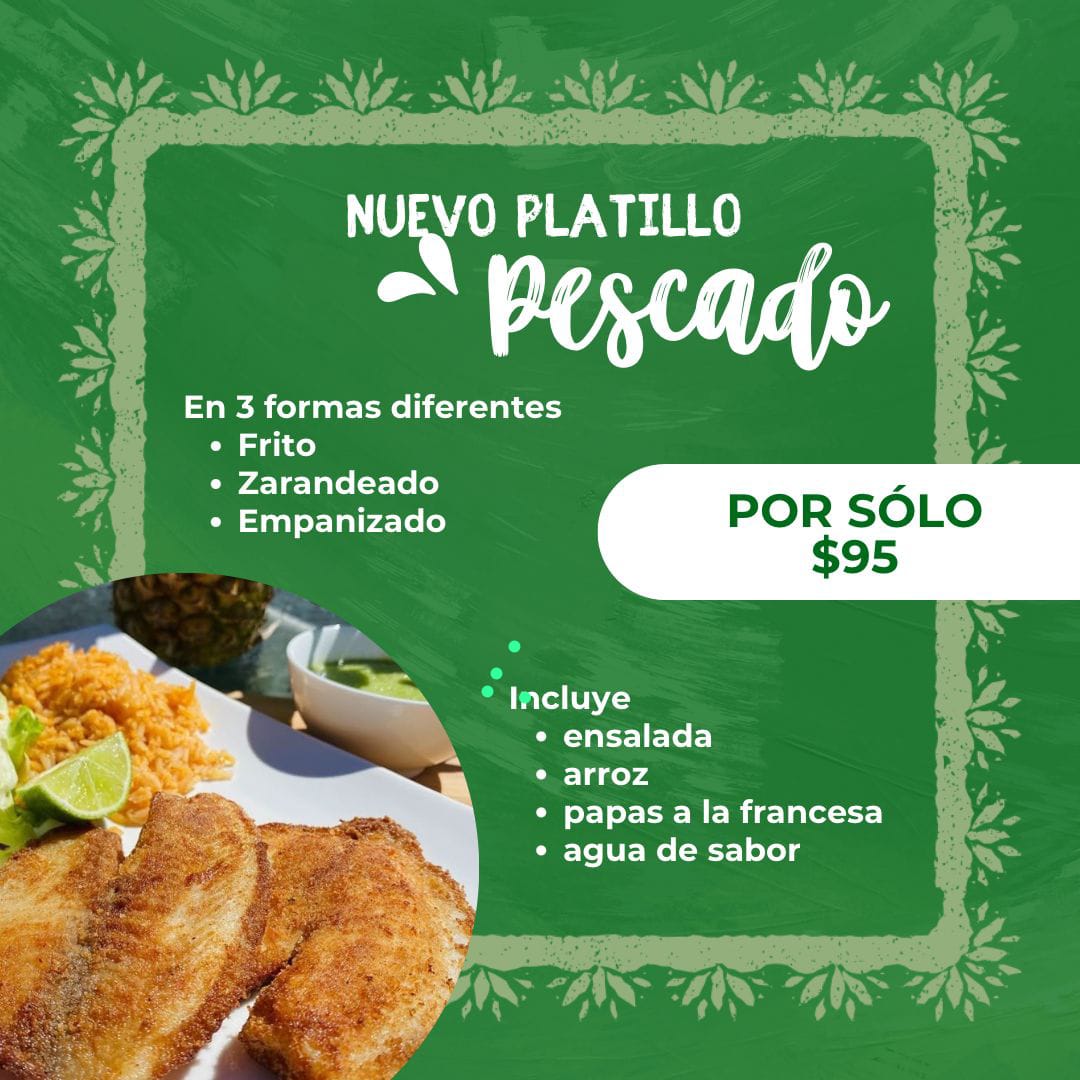 NUEVO PLATILLO
Pescado
En 3 formas diferentes
• Frito
• Zarandeado
• Empanizado
POR SÓLO
$95
Incluye
• ensalada
• arroz
• papas a la francesa
• agua de sabor